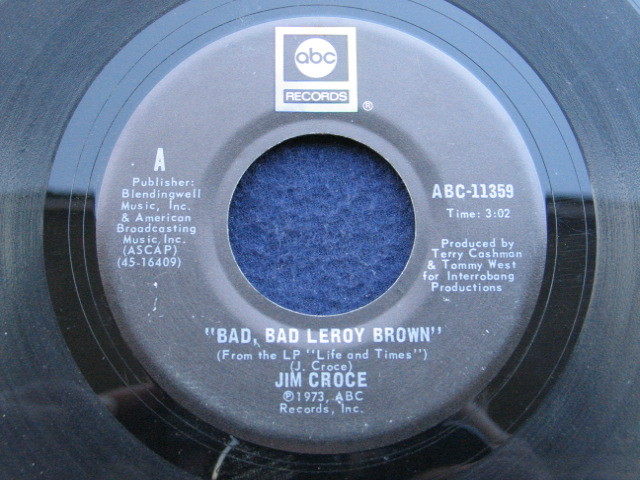 abc
RECORDS
®
A
Publisher:
Blendingwell
Music, Inc.
& American
Broadcasting
Music, Inc.
(ASCAP)
(45-16409)
ABC-11359
Time: 3:02
Produced by
Terry Cashman
& Tommy West
for Interrobang
Productions
"BAD, BAD LEROY BROWN"
(From the LP "Life and Times")
(J. Croce)
JIM CROCE
℗1973, ABC
Records, Inc.